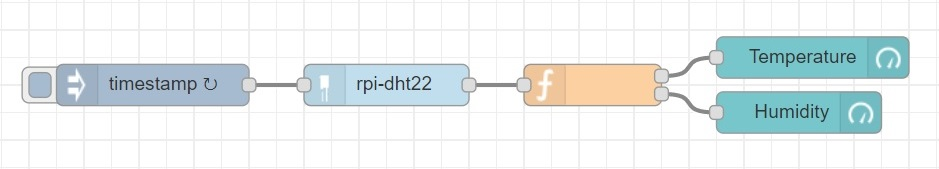 timestamp ↻
rpi-dht22
f
Temperature
Humidity